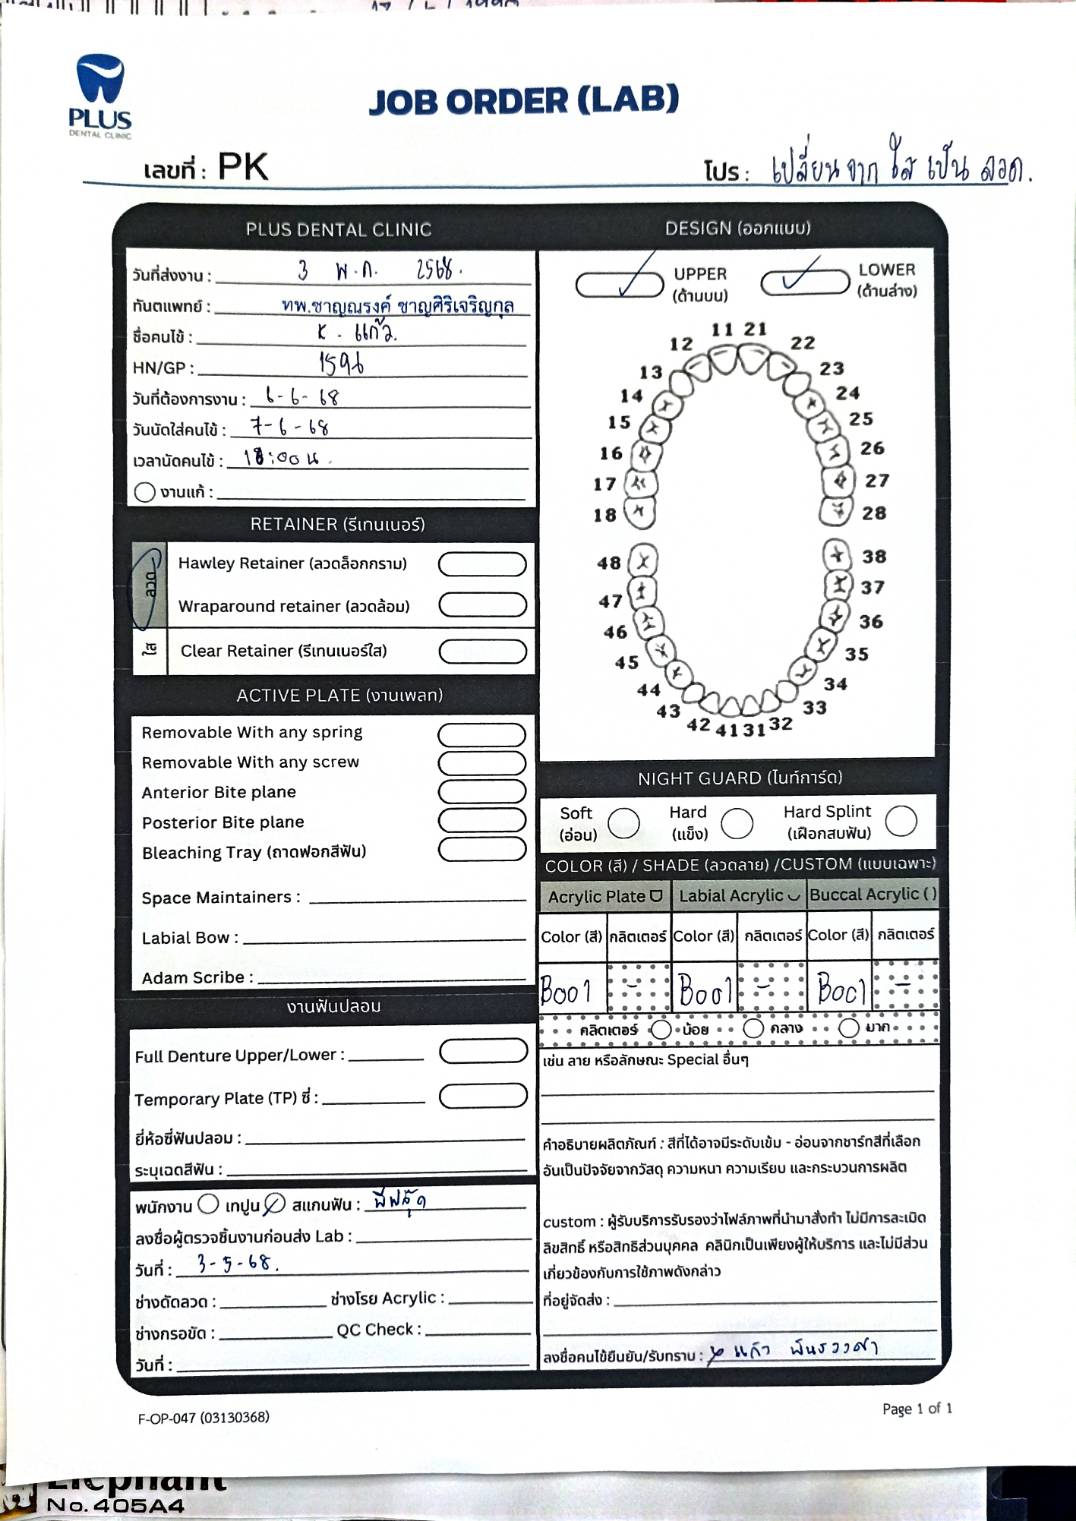 PLUS
DENTAL CLINIC
JOB ORDER (LAB)
เลขที่ : PK
โปร : เปลี่ยนจาก ใส เป็น ลวด.
PLUS DENTAL CLINIC
วันที่ส่งงาน : 3 พ.ค. 2568.
ทันตแพทย์ : ทพ.ชาญณรงค์ ชาญศิริเจริญกุล
ชื่อคนไข้ : K. แก้ว.
HN/GP : 1596
วันที่ต้องการงาน : 6-6-68
วันนัดใส่คนไข้ : 7-6-68
เวลานัดคนไข้ : 18:00 น.
งานแก้ :
RETAINER (รีเทนเนอร์)
ลวด
Hawley Retainer (ลวดล็อกกราม)
Wraparound retainer (ลวดล้อม)
ใส
Clear Retainer (รีเทนเนอร์ใส)
ACTIVE PLATE (งานเพลท)
Removable With any spring
Removable With any screw
Anterior Bite plane
Posterior Bite plane
Bleaching Tray (ถาดฟอกสีฟัน)
Space Maintainers :
Labial Bow :
Adam Scribe :
งานฟันปลอม
Full Denture Upper/Lower :
Temporary Plate (TP) ซี่ :
ยี่ห้อซี่ฟันปลอม :
ระบุเฉดสีฟัน :
พนักงาน เทปูน สแกนฟัน :
ลงชื่อผู้ตรวจชิ้นงานก่อนส่ง Lab :
วันที่ : 3-5-68.
ช่างดัดลวด : ช่างโรย Acrylic :
ช่างกรอขัด : QC Check :
วันที่ :
DESIGN (ออกแบบ)
UPPER
(ด้านบน)
LOWER
(ด้านล่าง)
11 21
12 22
13 23
14 24
15 25
16 26
17 27
18 28
48 38
47 37
46 36
45 35
44 34
43 33
42 41 31 32
NIGHT GUARD (ไนท์การ์ด)
Soft
(อ่อน)
Hard
(แข็ง)
Hard Splint
(เฝือกสบฟัน)
COLOR (สี) / SHADE (ลวดลาย) /CUSTOM (แบบเฉพาะ)
Acrylic Plate Labial Acrylic Buccal Acrylic ( )
Color (สี) กลิตเตอร์ Color (สี) กลิตเตอร์ Color (สี) กลิตเตอร์
B001 - B001 - B001 -
คลิตเตอร์ น้อย กลาง มาก
เช่น ลาย หรือลักษณะ Special อื่นๆ
คำอธิบายผลิตภัณฑ์ : สีที่ได้อาจมีระดับเข้ม - อ่อนจากชาร์ทสีที่เลือก
อันเป็นปัจจัยจากวัสดุ ความหนา ความเรียบ และกระบวนการผลิต
custom : ผู้รับบริการรับรองว่าไฟล์ภาพที่นำมาสั่งทำ ไม่มีการละเมิด
ลิขสิทธิ์ หรือสิทธิส่วนบุคคล คลินิกเป็นเพียงผู้ให้บริการ และไม่มีส่วน
เกี่ยวข้องกับการใช้ภาพดังกล่าว
ที่อยู่จัดส่ง :
ลงชื่อคนไข้ยืนยัน/รับทราบ : แก้ว
F-OP-047 (03130368)
Page 1 of 1
Elephant
No.405A4